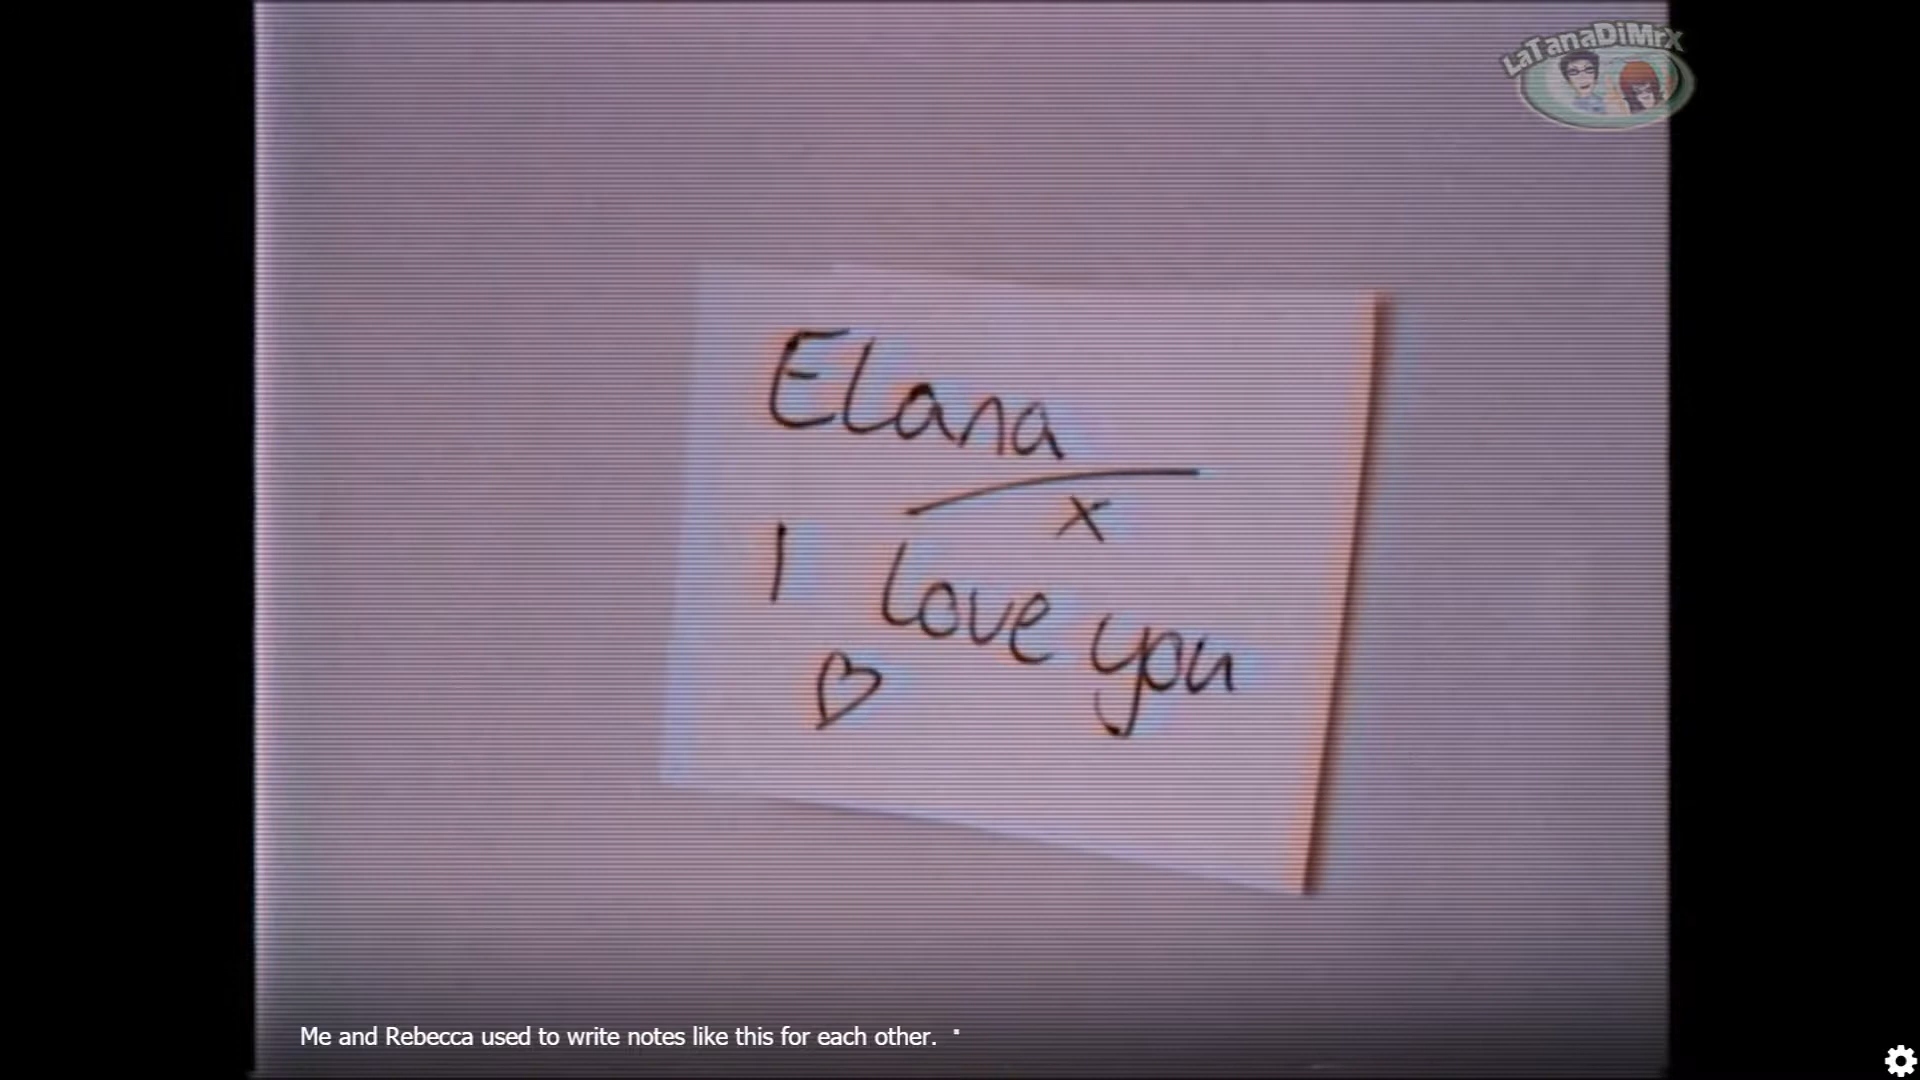 LaTanaDiMrX
Elana
x
I love you
Me and Rebecca used to write notes like this for each other.